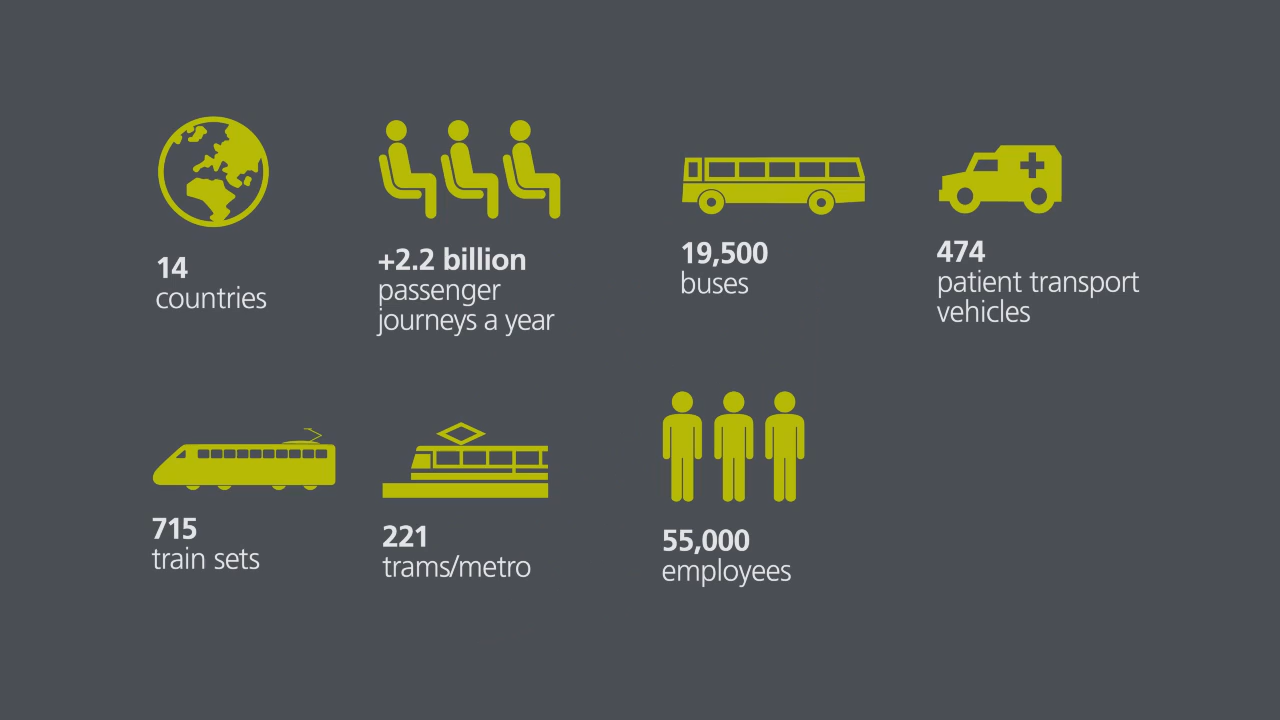 14
countries
+2.2 billion
passenger
journeys a year
19,500
buses
474
patient transport
vehicles
715
train sets
221
trams/metro
55,000
employees